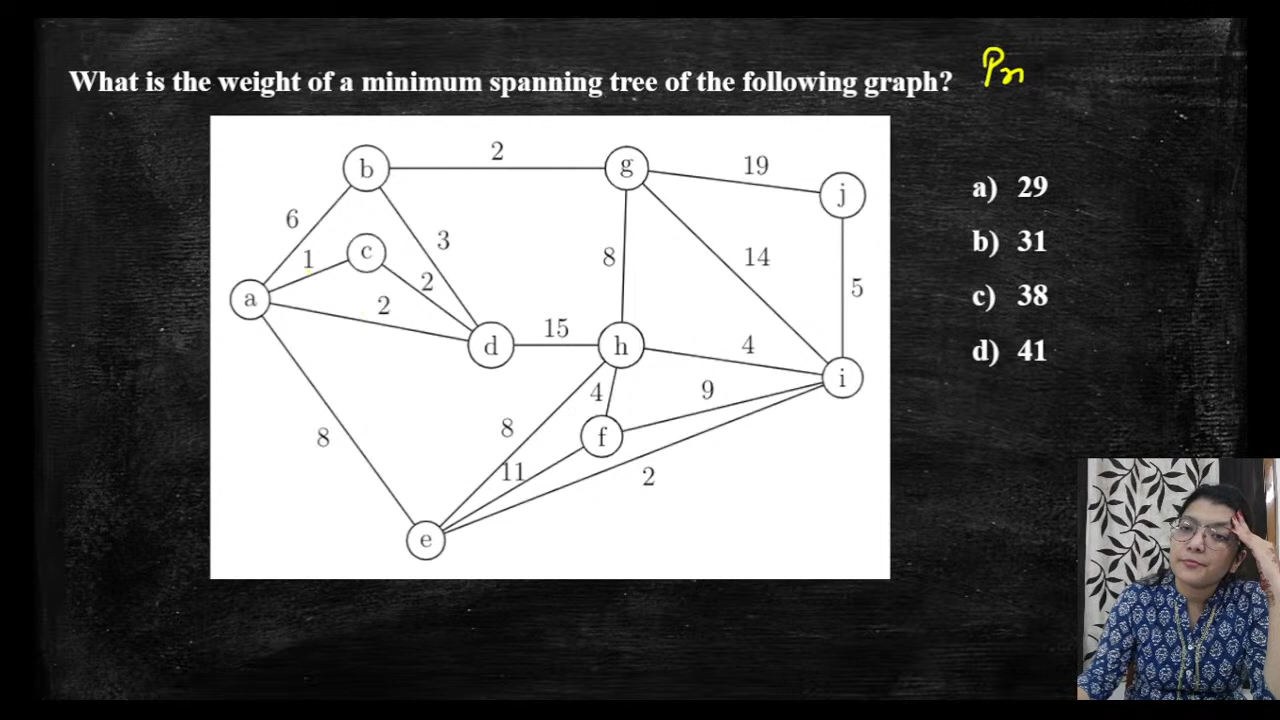 What is the weight of a minimum spanning tree of the following graph? Pn
b 2 g 19 j
6 3 8 14 5
1 c 2
a 2 d 15 h 4 i
8 8 4 9
11 f 2
e
a) 29
b) 31
c) 38
d) 41